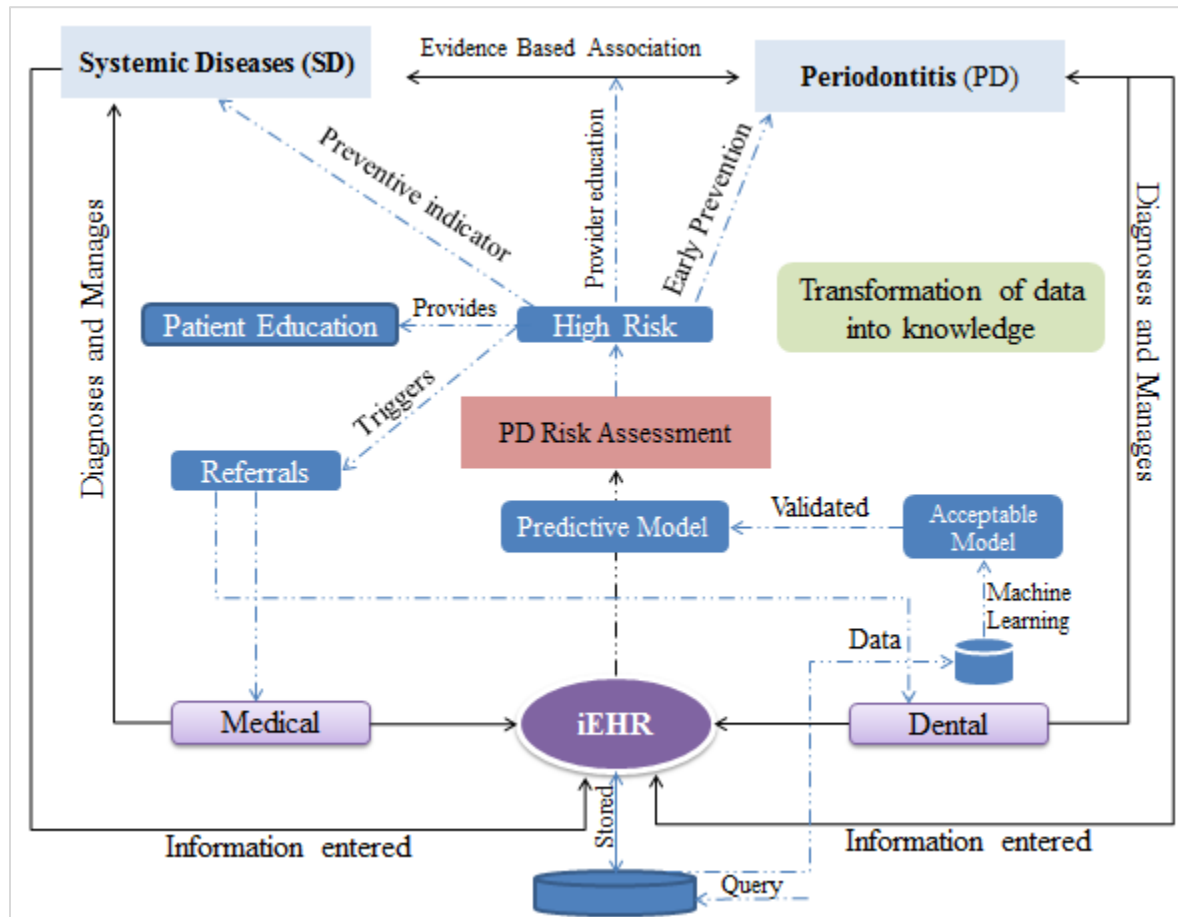 Evidence Based Association
Systemic Diseases (SD)
Periodontitis (PD)
Preventive indicator
Provider education
Early Prevention
Diagnoses and Manages
Diagnoses and Manages
Transformation of data
into knowledge
Patient Education
Provides
High Risk
Triggers
PD Risk Assessment
Referrals
Predictive Model
Validated
Acceptable
Model
Machine
Learning
Data
Medical
iEHR
Dental
Stored
Information entered
Information entered
Query